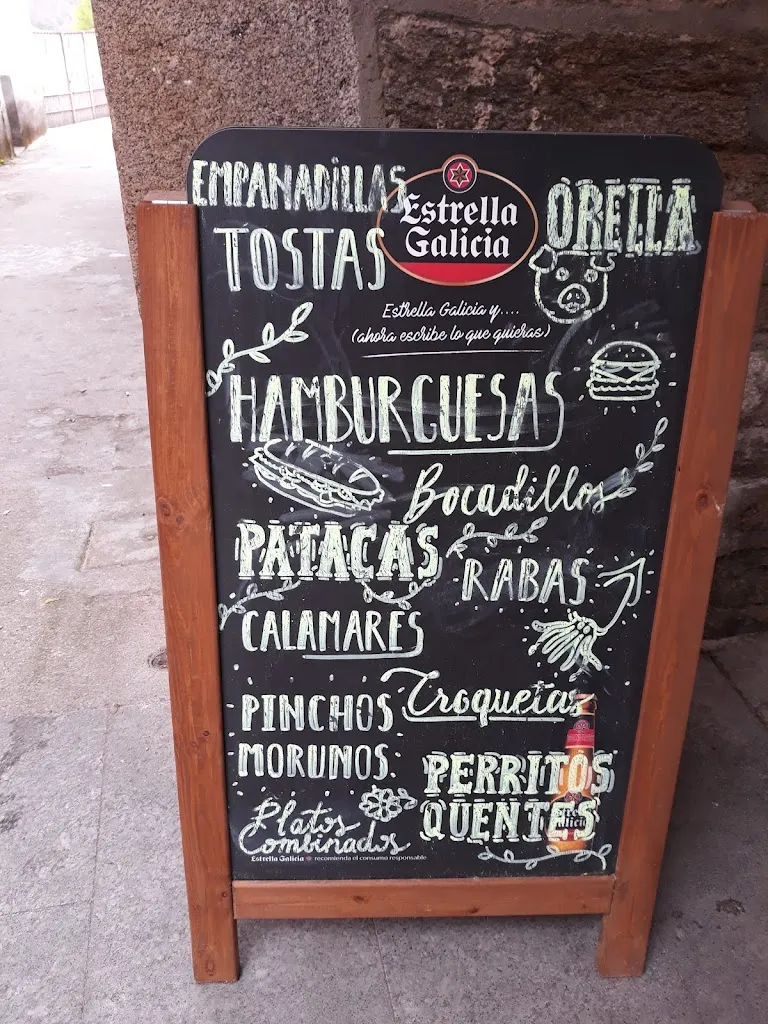 EMPANADILLAS
TOSTAS
Estrella
Galicia
ORELLA
Estrella Galicia y....
(ahora escribe lo que quieras)
HAMBURGUESAS
Bocadillos
PATACAS
RABAS
CALAMARES
Croquetas
PINCHOS
MORUNOS.
PERRITOS
QUENTES
Platos
Combinados
Estrella Galicia recomienda el consumo responsable